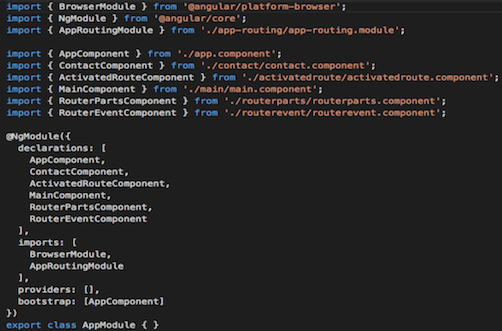 import { BrowserModule } from '@angular/platform-browser';
import { NgModule } from '@angular/core';
import { AppRoutingModule } from './app-routing/app-routing.module';
import { AppComponent } from './app.component';
import { ContactComponent } from './contact/contact.component';
import { ActivatedRouteComponent } from './activatedroute/activatedroute.component';
import { MainComponent } from './main/main.component';
import { RouterPartsComponent } from './routerparts/routerparts.component';
import { RouterEventComponent } from './routerevent/routerevent.component';
@NgModule({
declarations: [
AppComponent,
ContactComponent,
ActivatedRouteComponent,
MainComponent,
RouterPartsComponent,
RouterEventComponent
],
imports: [
BrowserModule,
AppRoutingModule
],
providers: [],
bootstrap: [AppComponent]
})
export class AppModule { }